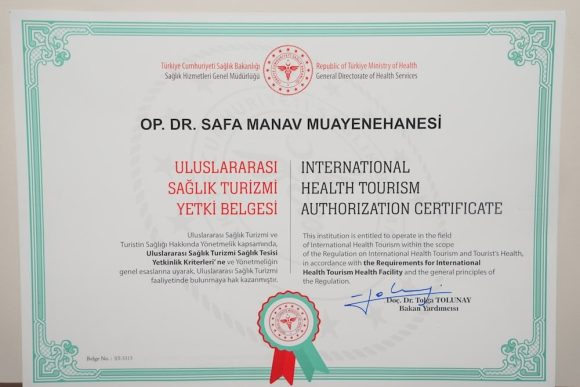 Türkiye Cumhuriyeti Sağlık Bakanlığı
Sağlık Hizmetleri Genel Müdürlüğü
Republic of Türkiye Ministry of Health
General Directorate of Health Services
OP. DR. SAFA MANAV MUAYENEHANESİ
ULUSLARARASI
SAĞLIK TURİZMİ
YETKİ BELGESİ
INTERNATIONAL
HEALTH TOURISM
AUTHORIZATION CERTIFICATE
Uluslararası Sağlık Turizmi ve
Turistin Sağlığı Hakkında Yönetmelik kapsamında,
Uluslararası Sağlık Turizmi Sağlık Tesisi
Yetkinlik Kriterleri' ne ve Yönetmeliğin
genel esaslarına uyarak, Uluslararası Sağlık Turizmi
faaliyetinde bulunmaya hak kazanmıştır.
This institution is entitled to operate in the field
of International Health Tourism within the scope
of the Regulation on International Health Tourism and Tourist's Health,
in accordance with the Requirements for International
Health Tourism Health Facility and the general principles of
the Regulation.
Doç. Dr. Tolga TOLUNAY
Bakan Yardımcısı
Belge No. :